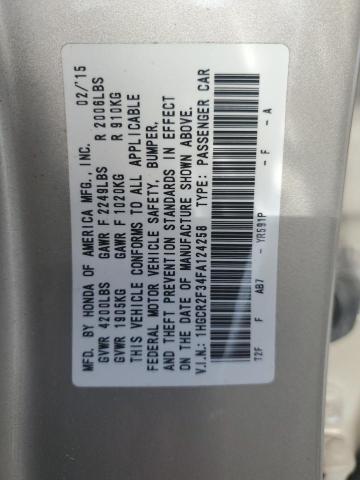 MFD. BY HONDA OF AMERICA MFG., INC. 02/15
GVWR 4200LBS GAWR F 2249LBS R 2006LBS
GVWR 1905KG GAWR F 1020KG R 910KG
THIS VEHICLE CONFORMS TO ALL APPLICABLE
FEDERAL MOTOR VEHICLE SAFETY, BUMPER,
AND THEFT PREVENTION STANDARDS IN EFFECT
ON THE DATE OF MANUFACTURE SHOWN ABOVE.
V.I.N.: 1HGCR2F34FA124258 TYPE: PASSENGER CAR
T2F F AB7 - YR591P - F - A